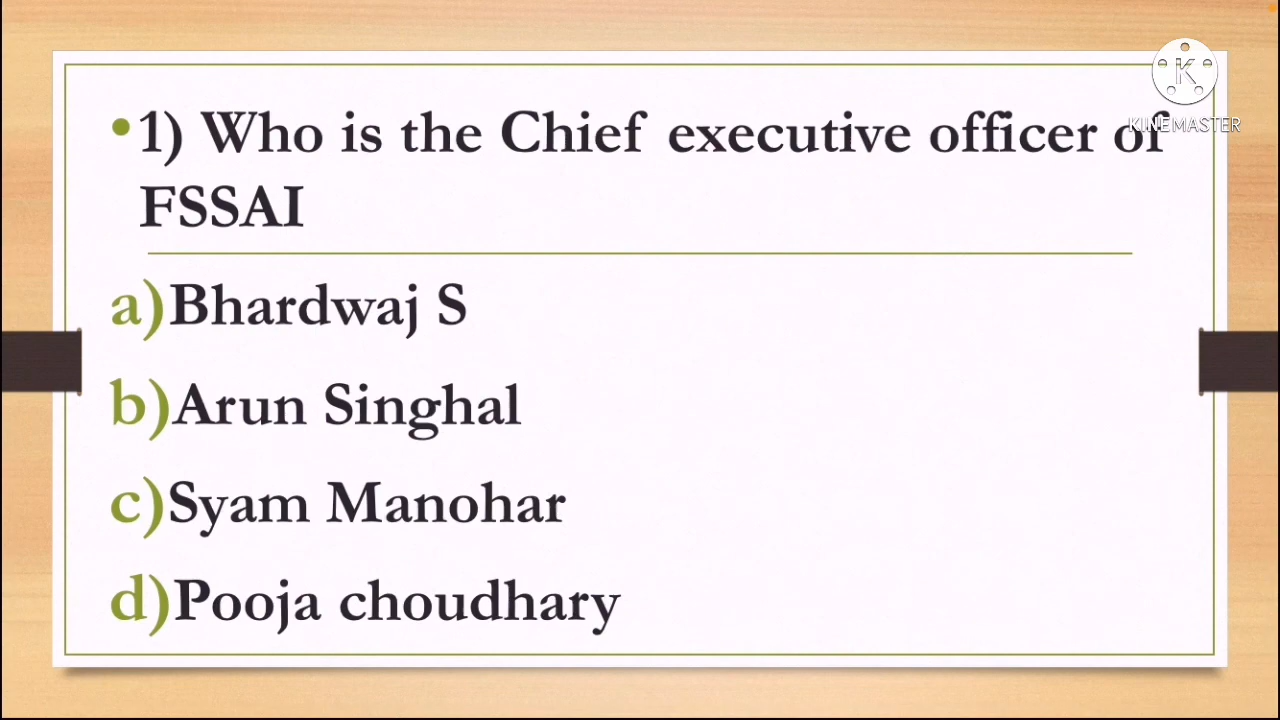 • 1) Who is the Chief executive officer of
FSSAI
a) Bhardwaj S
b) Arun Singhal
c) Syam Manohar
d) Pooja choudhary
K
KINEMASTER